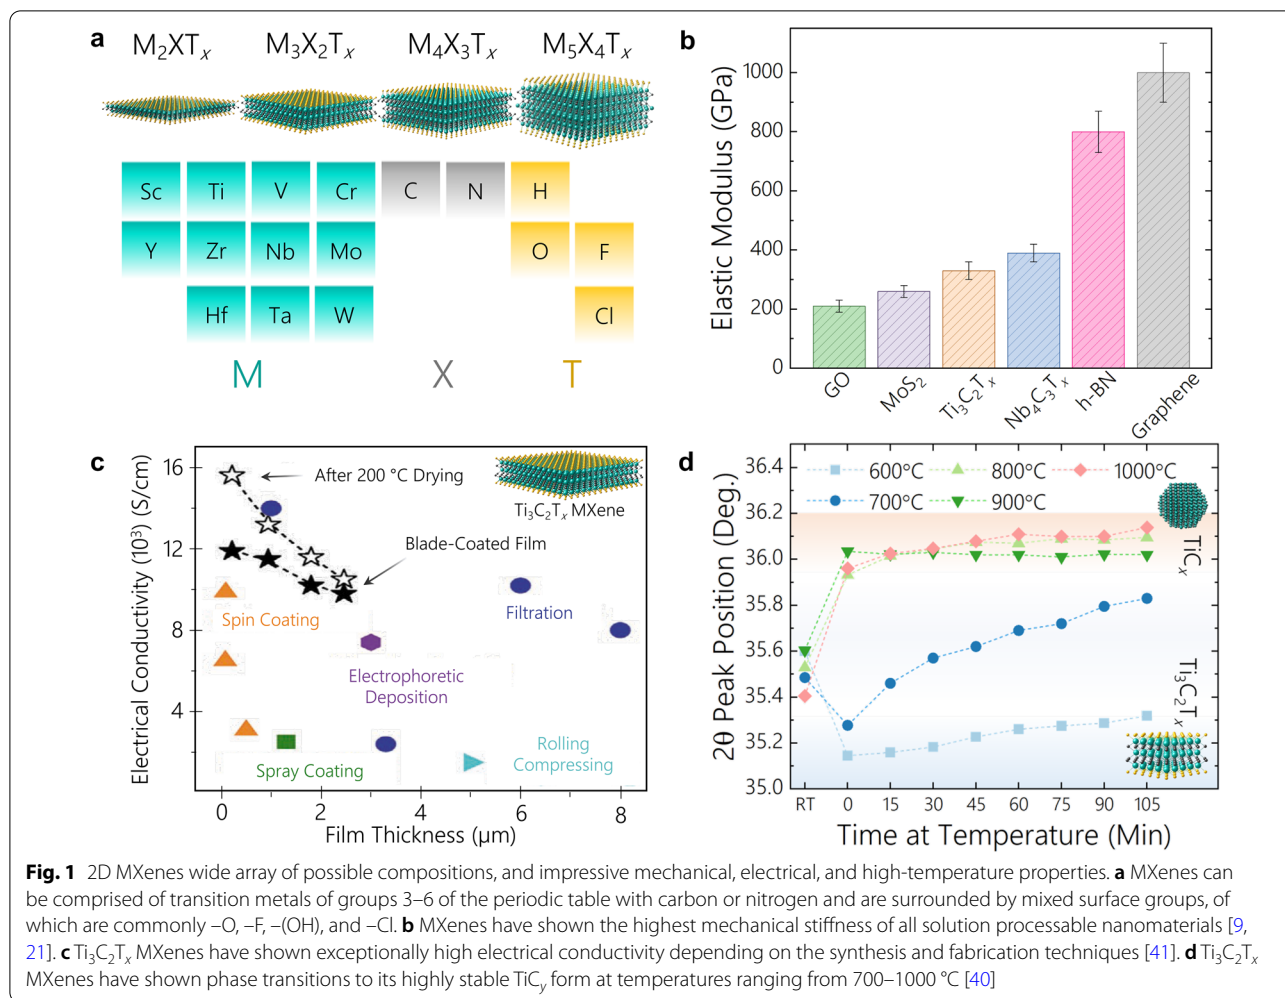 a
M₂XTₓ M₃X₂Tₓ M₄X₃Tₓ M₅X₄Tₓ
Sc Ti V Cr C N H
Y Zr Nb Mo O F
Hf Ta W Cl
M X T
b
Elastic Modulus (GPa)
1000
800
600
400
200
0
GO MoS₂ Ti₃C₂Tₓ Nb₄C₃Tₓ h-BN Graphene
c
Electrical Conductivity (10³) (S/cm)
16
12
8
4
After 200 °C Drying
Ti₃C₂Tₓ MXene
Blade-Coated Film
Spin Coating
Filtration
Electrophoretic
Deposition
Rolling
Compressing
Spray Coating
0 2 4 6 8
Film Thickness (μm)
d
2θ Peak Position (Deg.)
36.4
36.2
36.0
35.8
35.6
35.4
35.2
35.0
600°C 800°C 1000°C
700°C 900°C
TiCₓ
Ti₃C₂Tₓ
RT 0 15 30 45 60 75 90 105
Time at Temperature (Min)
Fig. 1 2D MXenes wide array of possible compositions, and impressive mechanical, electrical, and high-temperature properties. a MXenes can
be comprised of transition metals of groups 3–6 of the periodic table with carbon or nitrogen and are surrounded by mixed surface groups, of
which are commonly –O, –F, –(OH), and –Cl. b MXenes have shown the highest mechanical stiffness of all solution processable nanomaterials [9,
21]. c Ti₃C₂Tₓ MXenes have shown exceptionally high electrical conductivity depending on the synthesis and fabrication techniques [41]. d Ti₃C₂Tₓ
MXenes have shown phase transitions to its highly stable TiCᵧ form at temperatures ranging from 700–1000 °C [40]